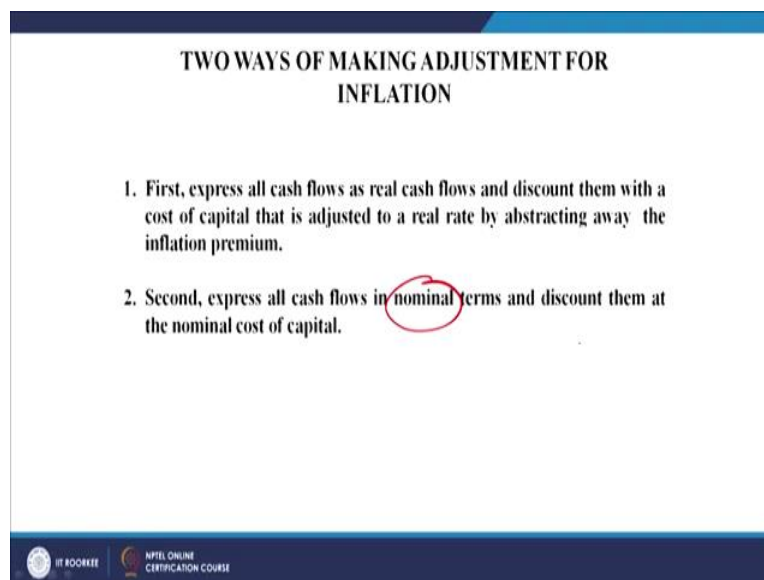 TWO WAYS OF MAKING ADJUSTMENT FOR
INFLATION
1. First, express all cash flows as real cash flows and discount them with a
cost of capital that is adjusted to a real rate by abstracting away the
inflation premium.
2. Second, express all cash flows in nominal terms and discount them at
the nominal cost of capital.
IIT ROORKEE
NPTEL ONLINE
CERTIFICATION COURSE